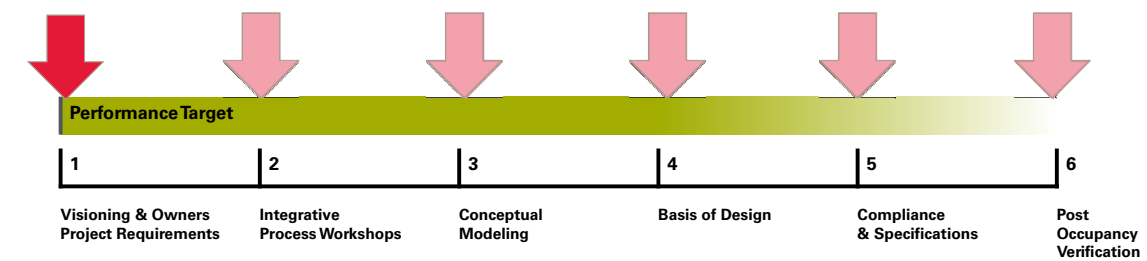 Performance Target
1
2
3
4
5
6
Visioning & Owners
Project Requirements
Integrative
Process Workshops
Conceptual
Modeling
Basis of Design
Compliance
& Specifications
Post
Occupancy
Verification